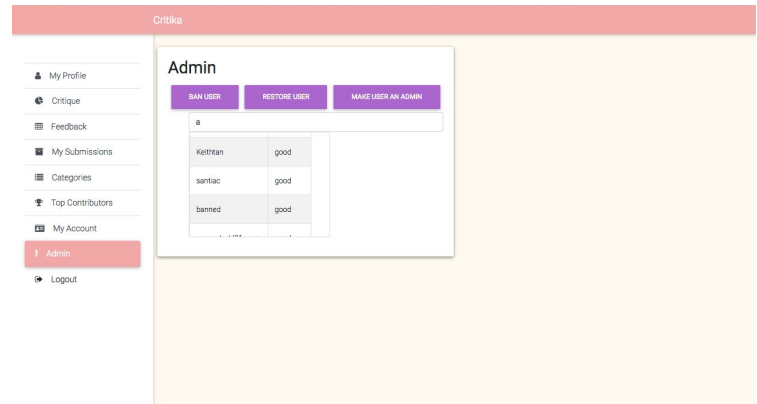 Critika
My Profile
Critique
Feedback
My Submissions
Categories
Top Contributors
My Account
Admin
Logout
Admin
BAN USER RESTORE USER MAKE USER AN ADMIN
a
Keithtan good
santiac good
banned good